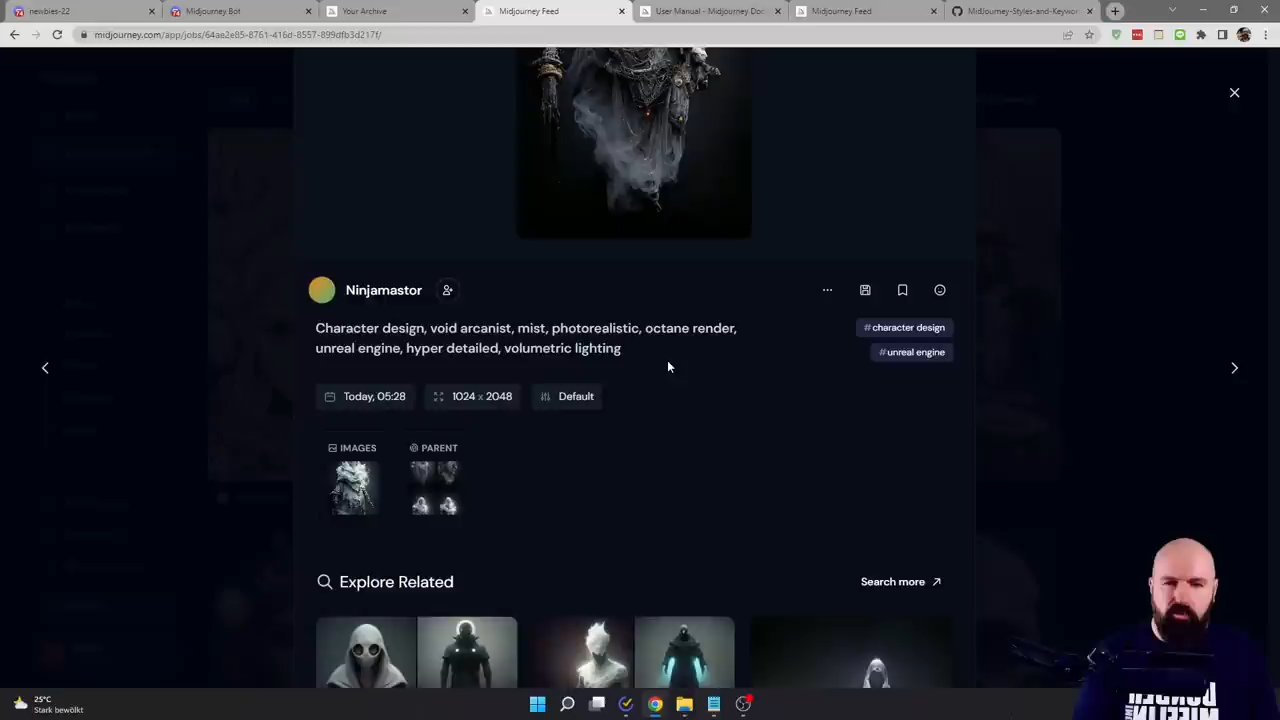 newbies-22
Midjourney Bot
Your Archive
Midjourney Feed
User Manual - Midjourney Doc
Midjourney Feed
MidJourney-Styles-and-Keywor
midjourney.com/app/jobs/64ae2e85-8761-416d-8557-899dfb3d217f/
Ninjamastor
Character design, void arcanist, mist, photorealistic, octane render,
unreal engine, hyper detailed, volumetric lighting
#character design
#unreal engine
Today, 05:28
1024 x 2048
Default
IMAGES
PARENT
Explore Related
Search more
25°C
Stark bewölkt